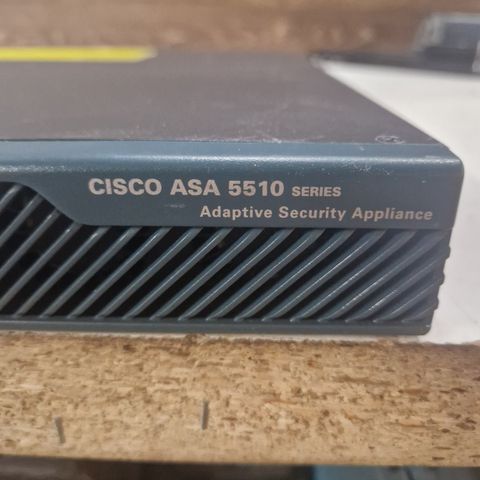 CISCO ASA 5510 SERIES
Adaptive Security Appliance